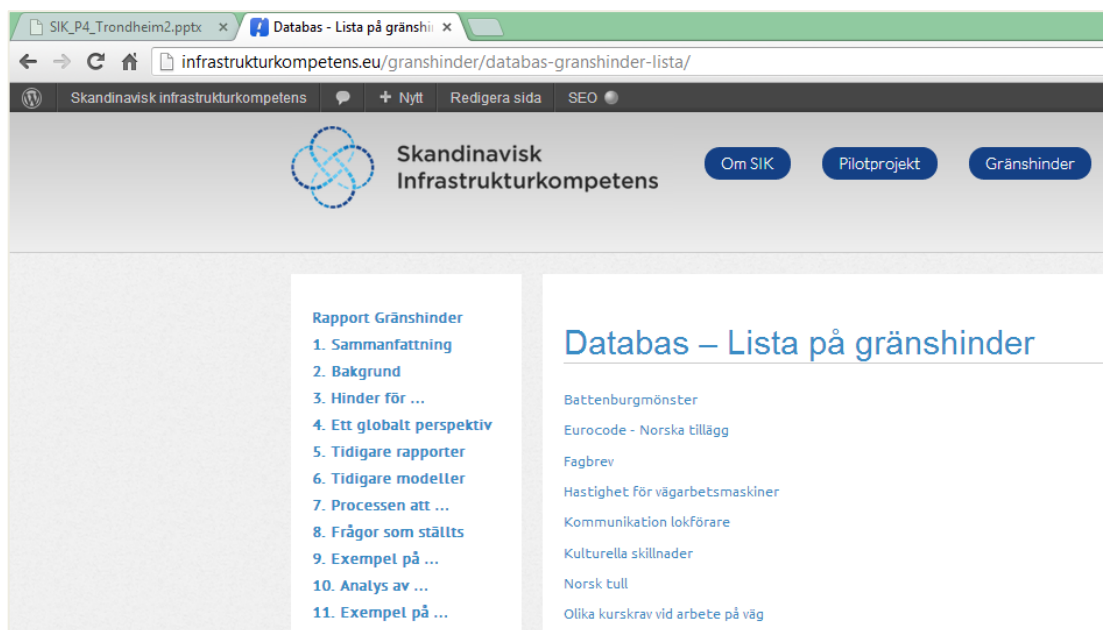 SIK_P4_Trondheim2.pptx
Databas - Lista på gränshin
infrastrukturkompetens.eu/granshinder/databas-granshinder-lista/
Skandinavisk infrastrukturkompetens + Nytt Redigera sida SEO
Skandinavisk
Infrastrukturkompetens
Om SIK Pilotprojekt Gränshinder
Rapport Gränshinder
1. Sammanfattning
2. Bakgrund
3. Hinder för ...
4. Ett globalt perspektiv
5. Tidigare rapporter
6. Tidigare modeller
7. Processen att ...
8. Frågor som ställts
9. Exempel på ...
10. Analys av ...
11. Exempel på ...
Databas – Lista på gränshinder
Battenburgmönster
Eurocode - Norska tillägg
Fagbrev
Hastighet för vägarbetsmaskiner
Kommunikation lokförare
Kulturella skillnader
Norsk tull
Olika kurskrav vid arbete på väg